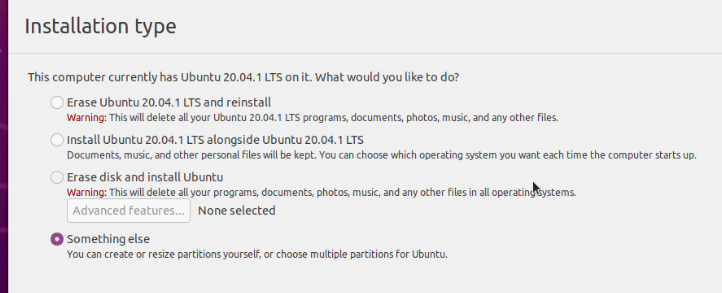 Installation type
This computer currently has Ubuntu 20.04.1 LTS on it. What would you like to do?
Erase Ubuntu 20.04.1 LTS and reinstall
Warning: This will delete all your Ubuntu 20.04.1 LTS programs, documents, photos, music, and any other files.
Install Ubuntu 20.04.1 LTS alongside Ubuntu 20.04.1 LTS
Documents, music, and other personal files will be kept. You can choose which operating system you want each time the computer starts up.
Erase disk and install Ubuntu
Warning: This will delete all your programs, documents, photos, music, and any other files in all operating systems.
Advanced features... None selected
Something else
You can create or resize partitions yourself, or choose multiple partitions for Ubuntu.